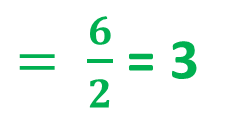 = 6/2 = 3